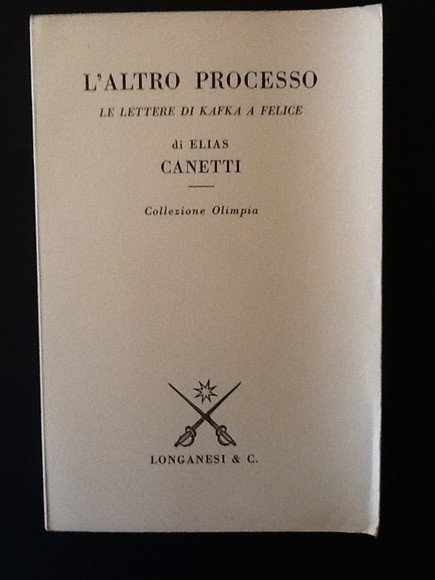 L'ALTRO PROCESSO
LE LETTERE DI KAFKA A FELICE
di ELIAS
CANETTI
Collezione Olimpia
LONGANESI & C.